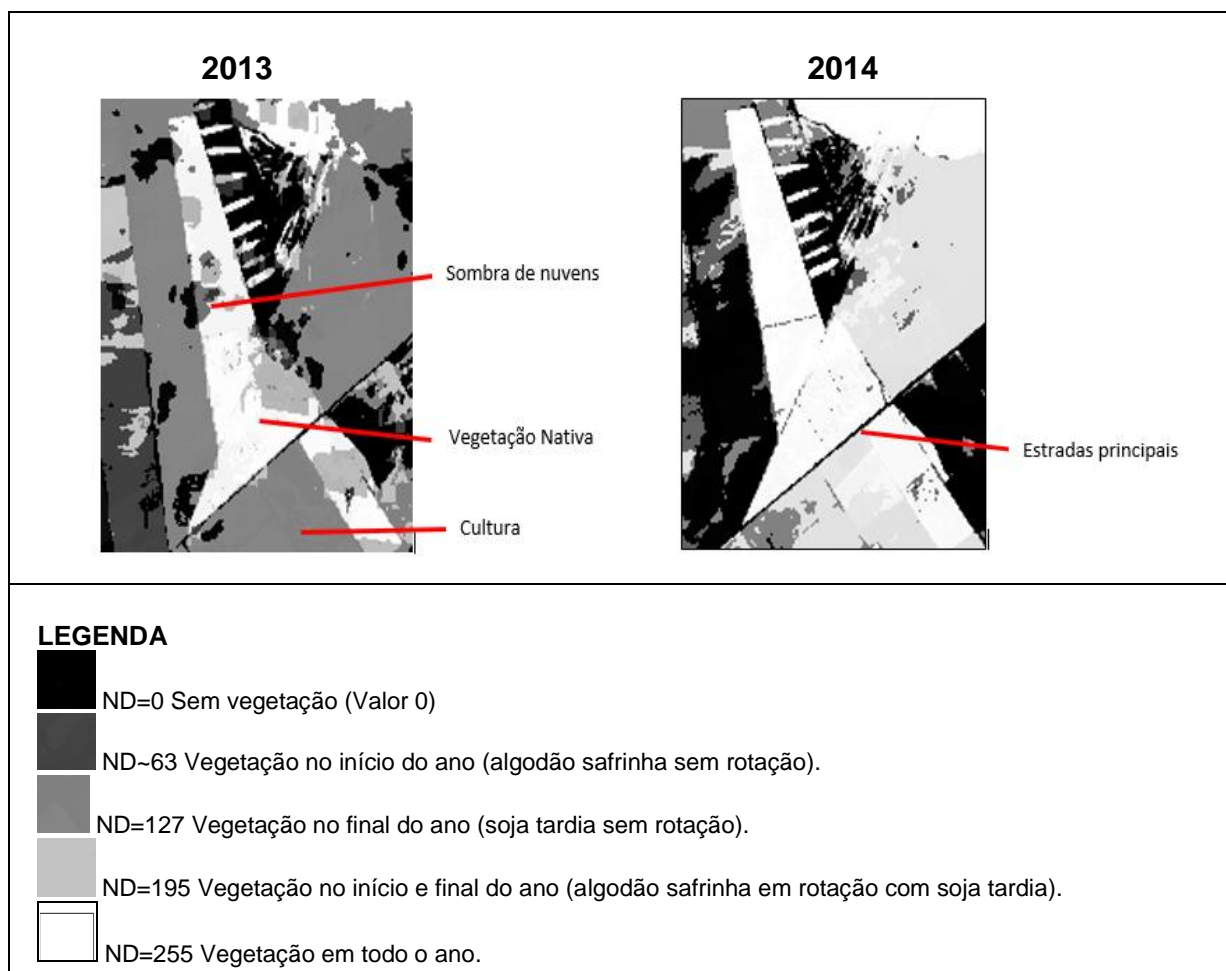 2013
2014
Sombra de nuvens
Vegetação Nativa
Estradas principais
Cultura
LEGENDA
ND=0 Sem vegetação (Valor 0)
ND~63 Vegetação no início do ano (algodão safrinha sem rotação).
ND=127 Vegetação no final do ano (soja tardia sem rotação).
ND=195 Vegetação no início e final do ano (algodão safrinha em rotação com soja tardia).
ND=255 Vegetação em todo o ano.